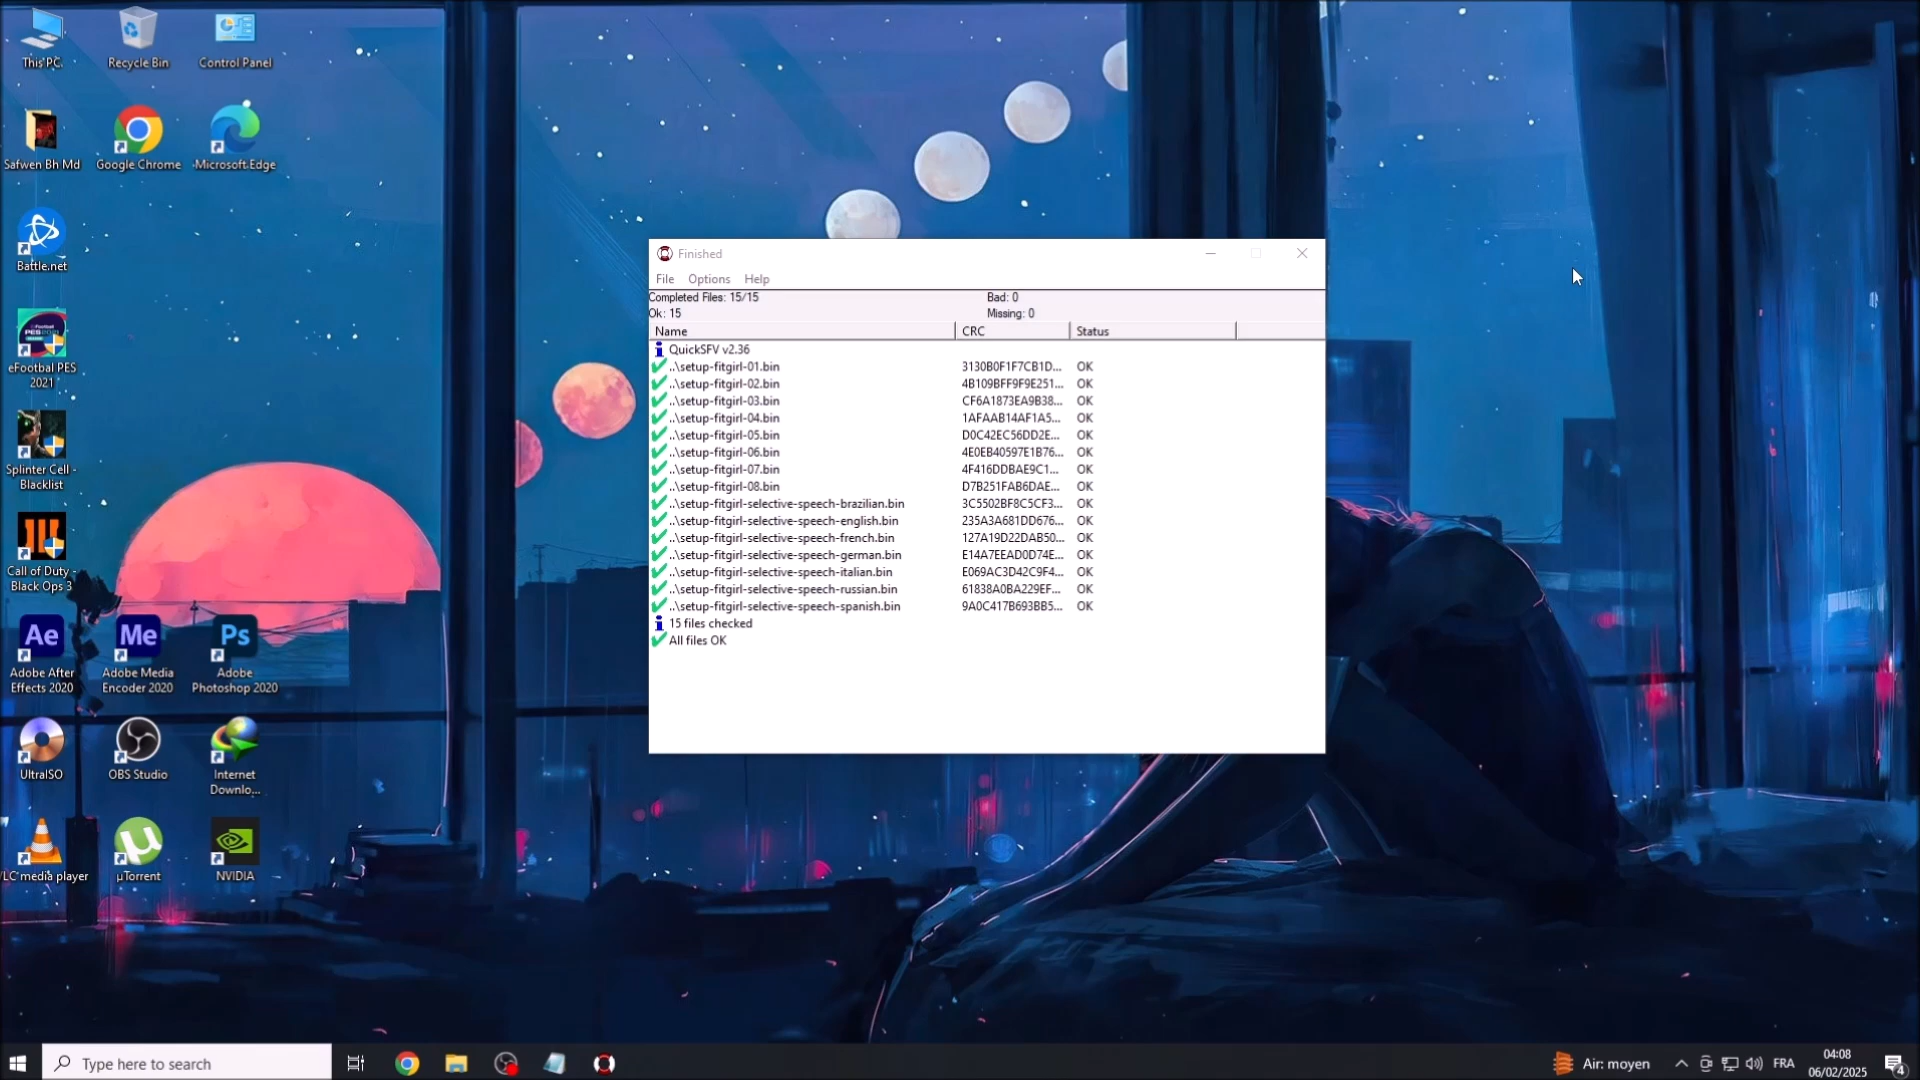 This PC
Recycle Bin
Control Panel
Safwen Bh Md
Google Chrome
Microsoft Edge
Battle.net
eFootbal PES
2021
Splinter Cell -
Blacklist
Call of Duty -
Black Ops 3
Ae
Me
Ps
Adobe After
Effects 2020
Adobe Media
Encoder 2020
Adobe
Photoshop 2020
UltraISO
OBS Studio
Internet
Downlo...
VLC media player
µTorrent
NVIDIA
Finished
File Options Help
Completed Files: 15/15 Bad: 0
Ok: 15 Missing: 0
Name CRC Status
QuickSFV v2.36
..\setup-fitgirl-01.bin 3130B0F1F7CB1D... OK
..\setup-fitgirl-02.bin 4B109BFF9F9E251... OK
..\setup-fitgirl-03.bin CF6A1873EA9B38... OK
..\setup-fitgirl-04.bin 1AFAAB14AF1A5... OK
..\setup-fitgirl-05.bin D0C42EC56DD2E... OK
..\setup-fitgirl-06.bin 4E0EB40597E1B76... OK
..\setup-fitgirl-07.bin 4F416DDBAE9C1... OK
..\setup-fitgirl-08.bin D7B251FAB6DAE... OK
..\setup-fitgirl-selective-speech-brazilian.bin 3C5502BF8C5CF3... OK
..\setup-fitgirl-selective-speech-english.bin 235A3A681DD676... OK
..\setup-fitgirl-selective-speech-french.bin 127A19D22DAB50... OK
..\setup-fitgirl-selective-speech-german.bin E14A7EEAD0D74E... OK
..\setup-fitgirl-selective-speech-italian.bin E069AC3D42C9F4... OK
..\setup-fitgirl-selective-speech-russian.bin 61838A0BA229EF... OK
..\setup-fitgirl-selective-speech-spanish.bin 9A0C417B693BB5... OK
15 files checked
All files OK
Type here to search
Air: moyen
FRA
04:08
06/02/2025
4